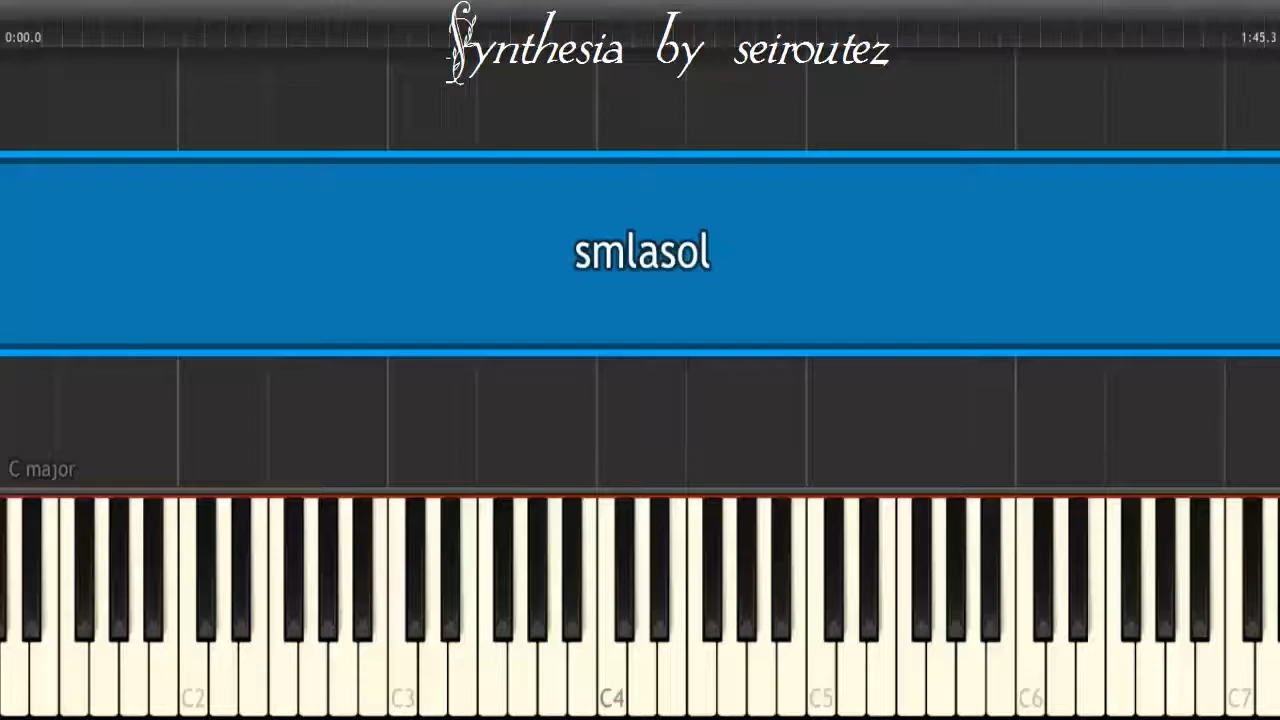 Synthesia by seiroutez
0:00.0
1:45.3
smlasol
C major
C2 C3 C4 C5 C6 C7